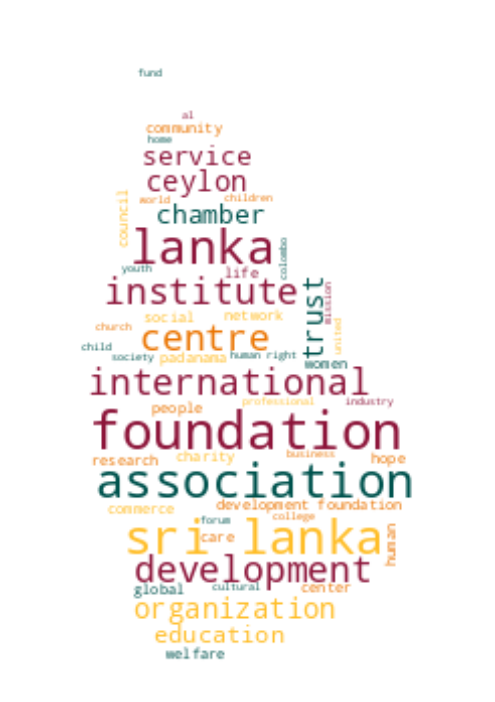 fund
al
community
home
service
ceylon
world
children
council
chamber
lanka
colombo
youth
life
institute
mission
trust
social
network
church
united
centre
child
society
padanama
human right
women
international
people
professional
industry
foundation
research
charity
business
hope
association
commerce
development foundation
forum
college
sri lanka
care
human
development
global
cultural
center
organization
education
welfare